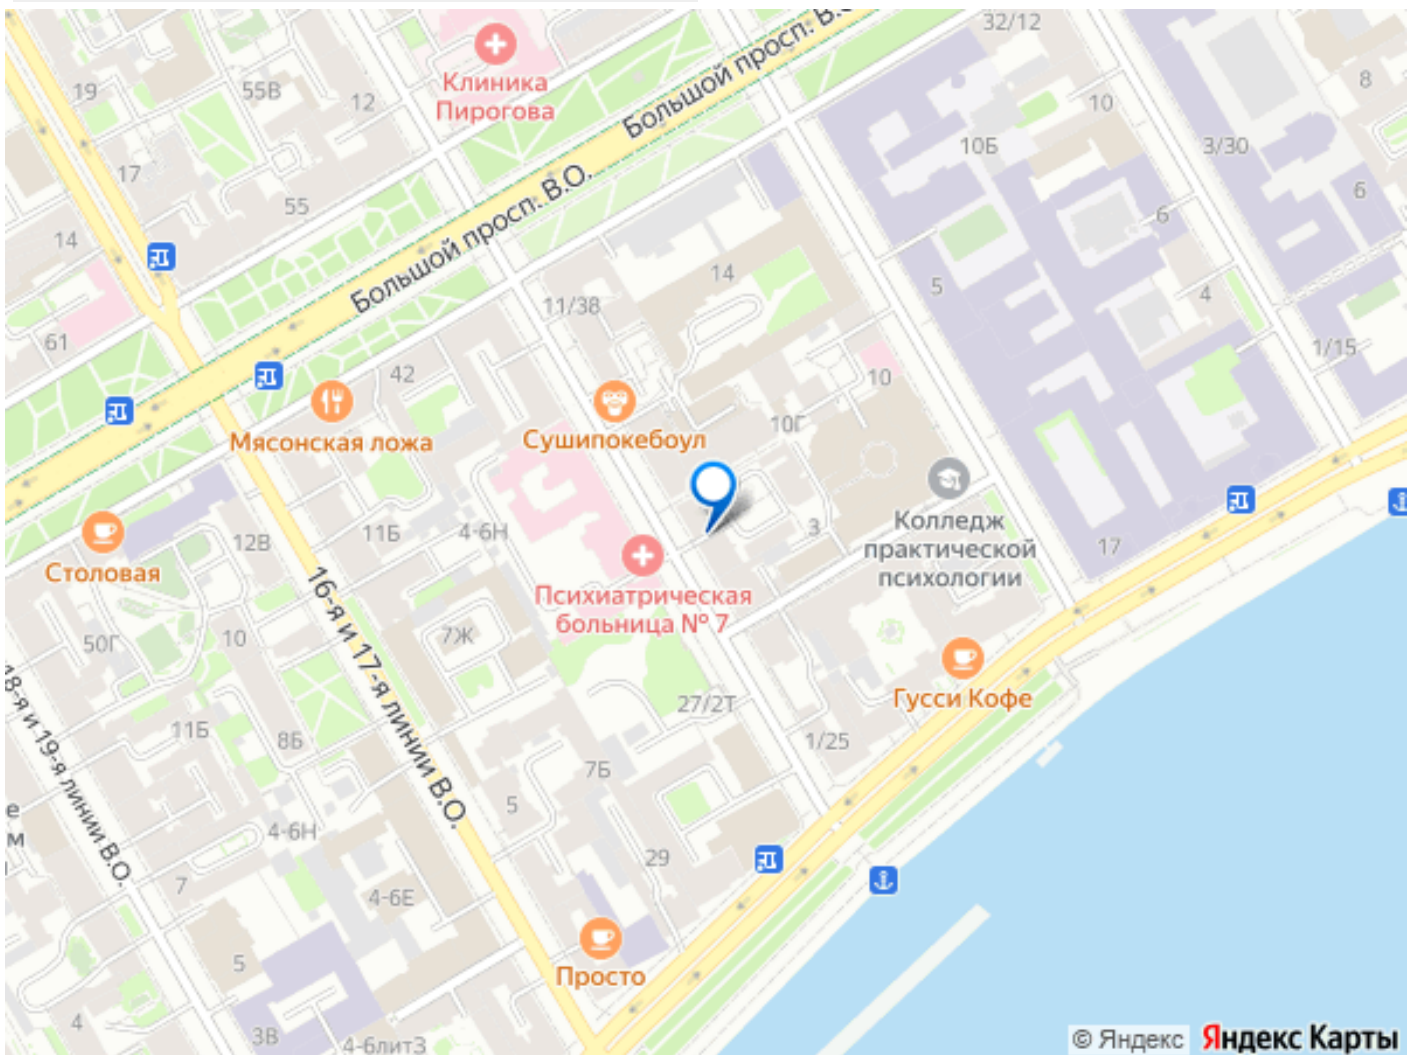 32/12
Большой просп. В.О.
Клиника
Пирогова
19
55В
12
8
10
10Б
3/30
17
55
6
6
14
Большой просп. В.О.
14
5
4
11/38
61
1/15
42
10
Мясонская ложа
Сушипокебоул
10Г
Колледж
практической
психологии
11Б
4-6Н
3
12В
17
Столовая
16-я и 17-я линии В.О.
Психиатрическая
больница № 7
50Г
10
7Ж
18-я и 19-я линии В.О.
Гусси Кофе
27/2Т
11Б
8Б
1/25
7Б
5
е
м
4-6Н
29
7
4-6Е
5
Просто
4
3В
4-6лит3
© Яндекс Яндекс Карты